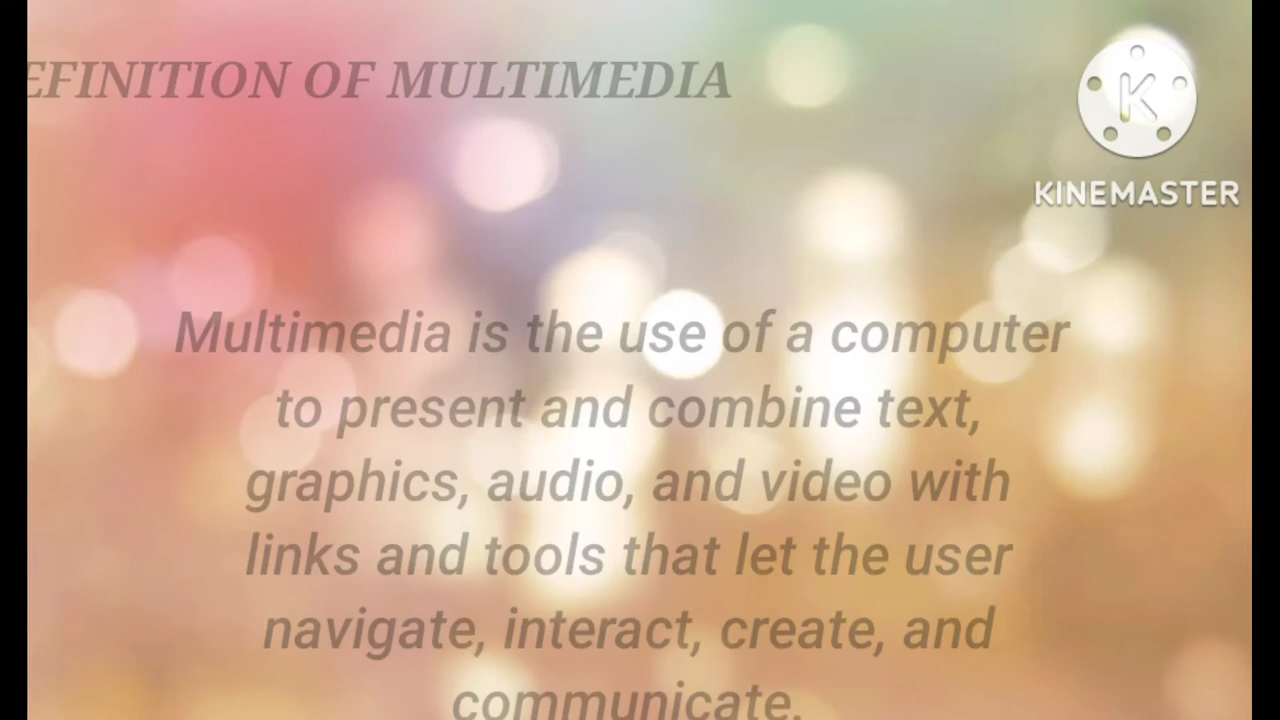 EFINITION OF MULTIMEDIA
KINEMASTER
Multimedia is the use of a computer
to present and combine text,
graphics, audio, and video with
links and tools that let the user
navigate, interact, create, and
communicate.